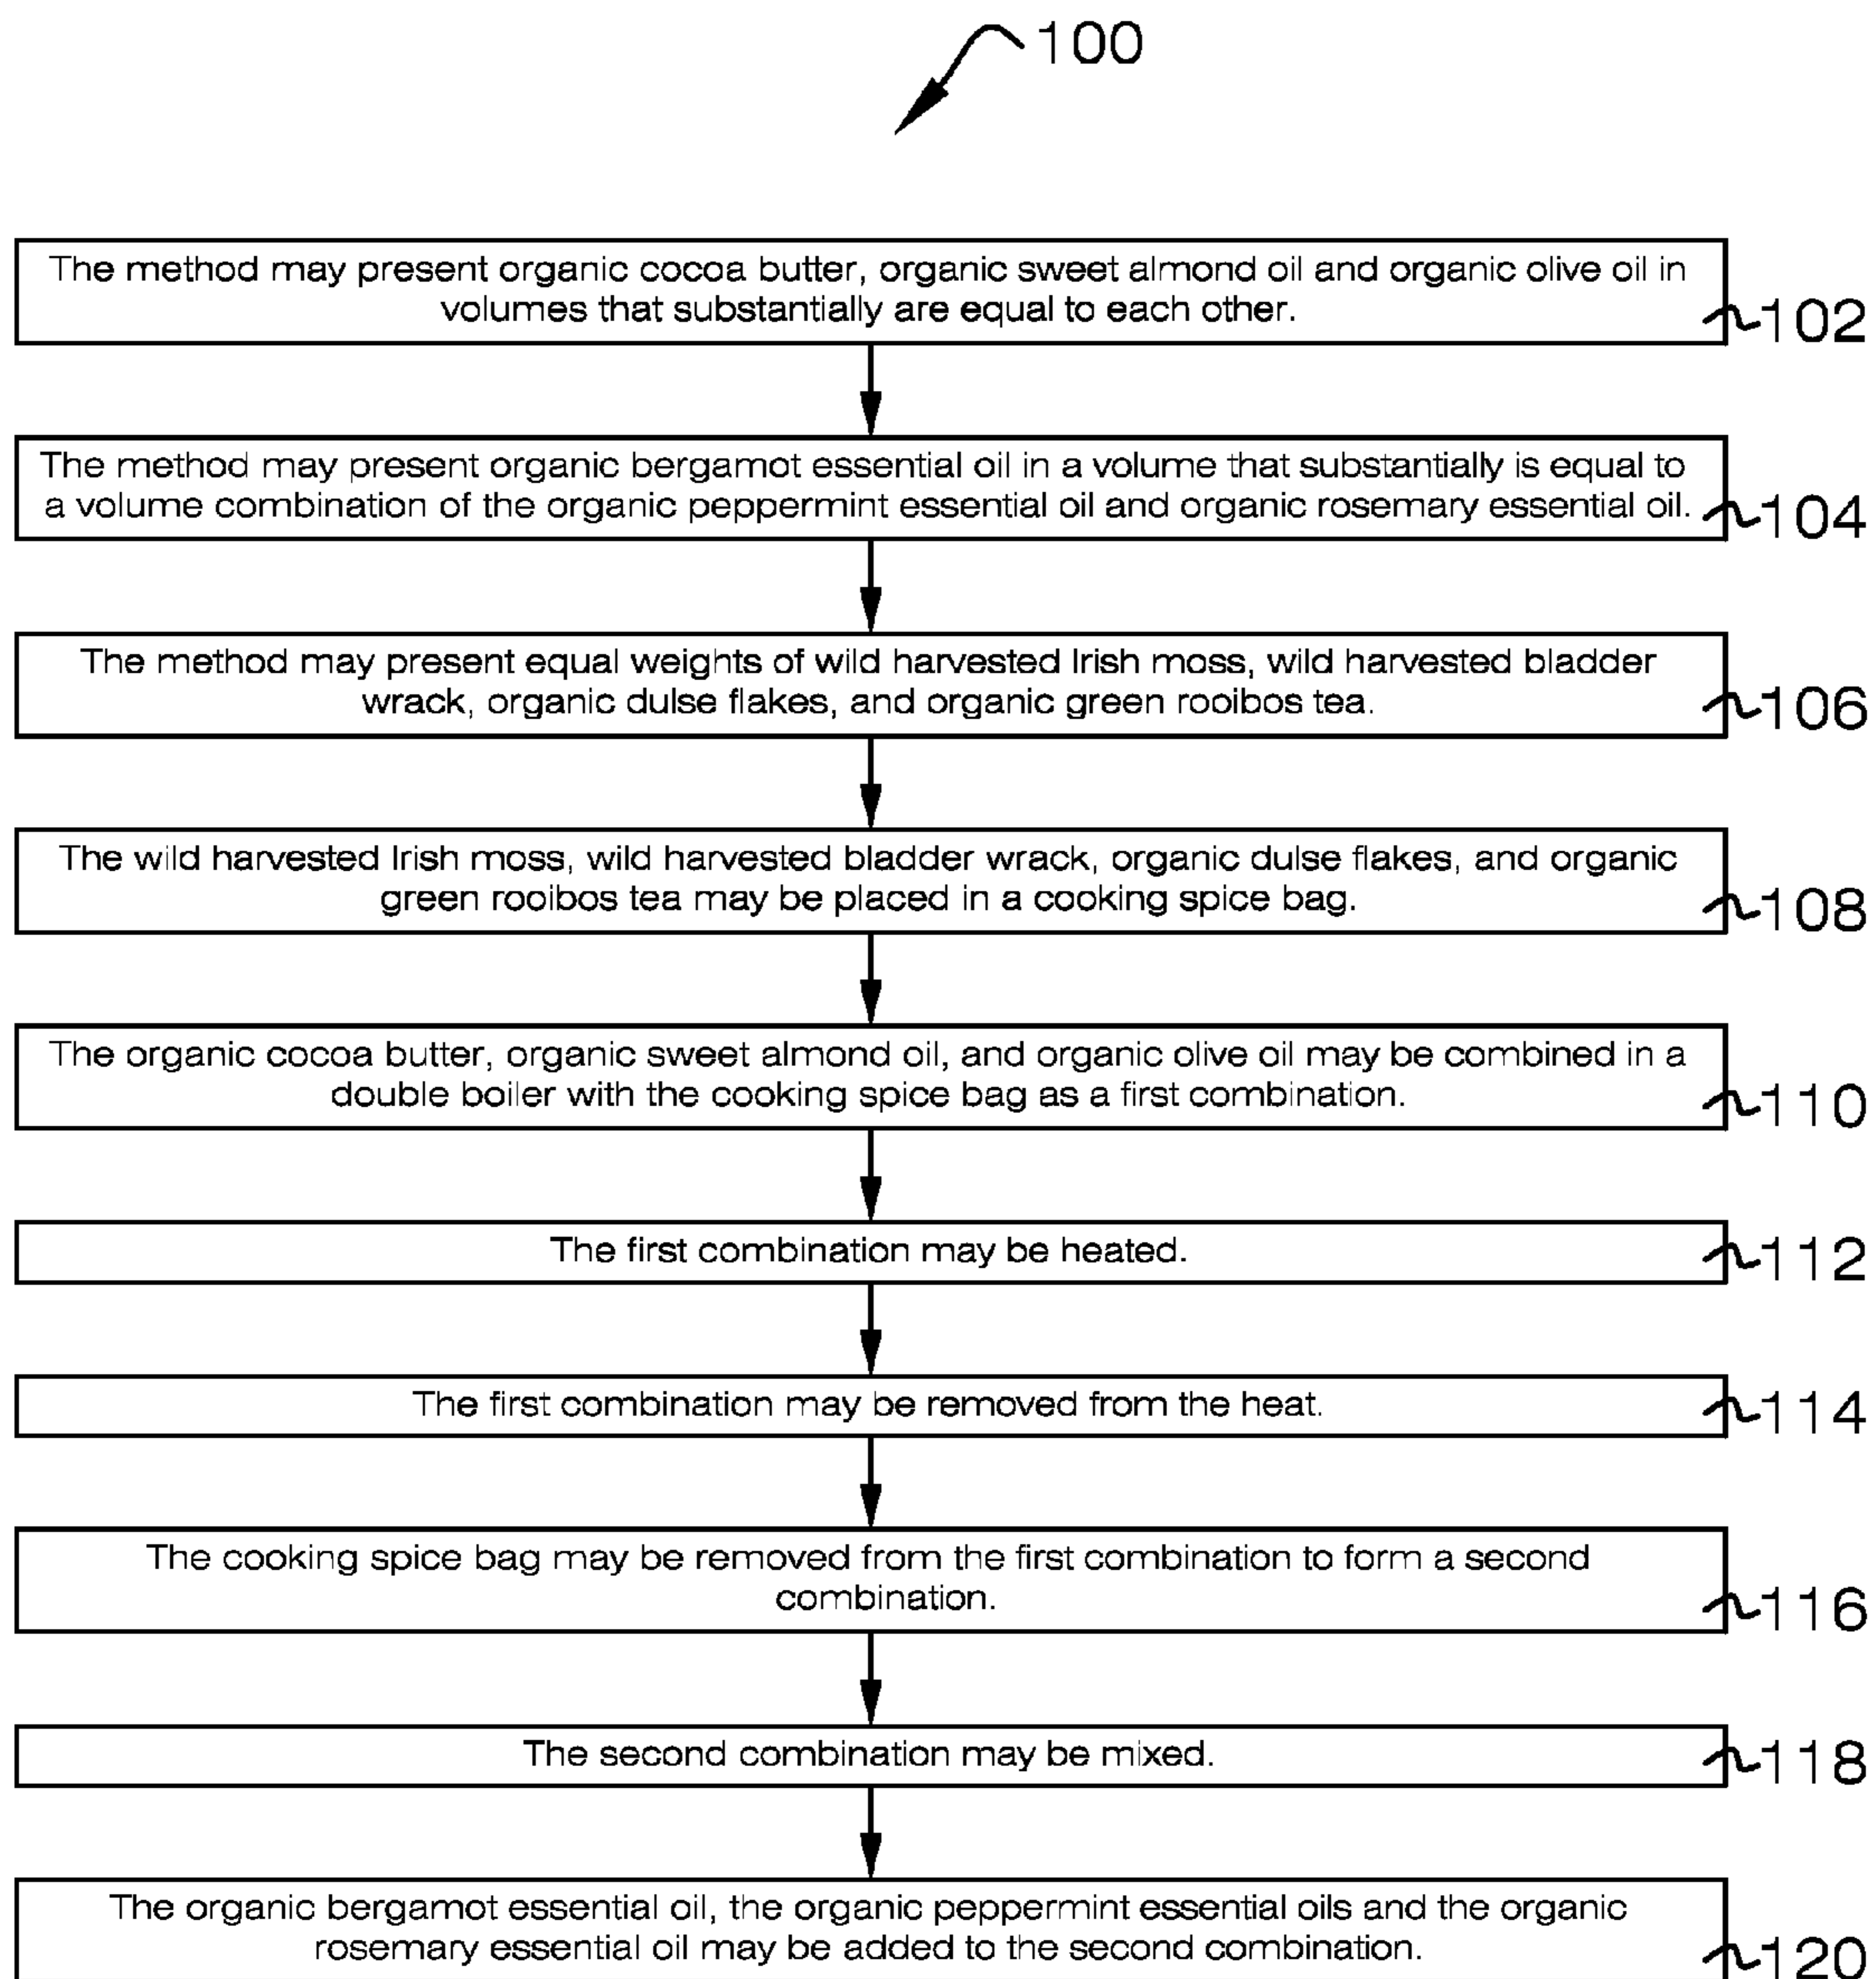 100
The method may present organic cocoa butter, organic sweet almond oil and organic olive oil in
volumes that substantially are equal to each other.
102
The method may present organic bergamot essential oil in a volume that substantially is equal to
a volume combination of the organic peppermint essential oil and organic rosemary essential oil.
104
The method may present equal weights of wild harvested Irish moss, wild harvested bladder
wrack, organic dulse flakes, and organic green rooibos tea.
106
The wild harvested Irish moss, wild harvested bladder wrack, organic dulse flakes, and organic
green rooibos tea may be placed in a cooking spice bag.
108
The organic cocoa butter, organic sweet almond oil, and organic olive oil may be combined in a
double boiler with the cooking spice bag as a first combination.
110
The first combination may be heated.
112
The first combination may be removed from the heat.
114
The cooking spice bag may be removed from the first combination to form a second
combination.
116
The second combination may be mixed.
118
The organic bergamot essential oil, the organic peppermint essential oils and the organic
rosemary essential oil may be added to the second combination.
120